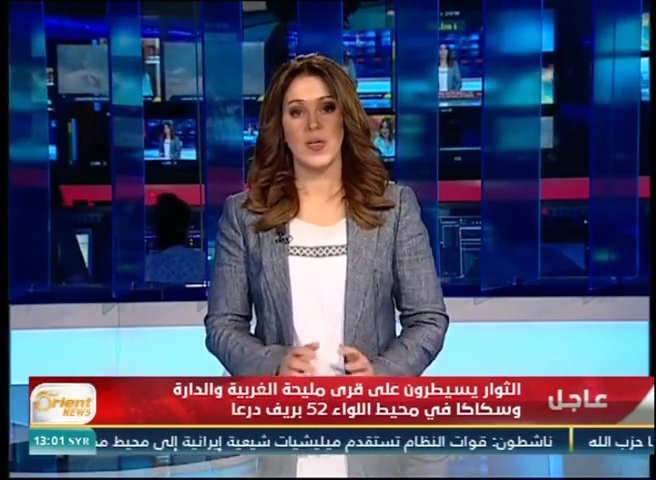 الثوار يسيطرون على قرى مليحة الغربية والدارة
وسكاكا في محيط اللواء 52 بريف درعا
عاجل
Orient
NEWS
13:01 SYR
حزب الله
ناشطون: قوات النظام تستقدم ميليشيات شيعية إيرانية إلى محيط